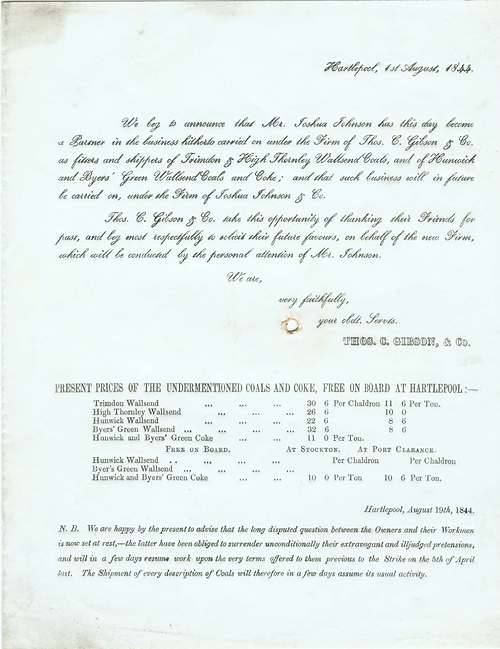 Hartlepool, 1st August, 1844.
We beg to announce that Mr. Joshua Johnson has this day become
a Partner in the business hitherto carried on under the Firm of Thos. C. Gibson & Co.
as fitters and shippers of Trimdon & High Thornley Wallsend Coals, and of Hunwick
and Byers' Green Wallsend Coals and Coke; and that such business will in future
be carried on, under the Firm of Joshua Johnson & Co.
Thos. C. Gibson & Co. take this opportunity of thanking their Friends for
past, and beg most respectfully to solicit their future favours, on behalf of the new Firm,
which will be conducted by the personal attention of Mr. Johnson.
We are,
very faithfully,
your obdt. Servts.
THOS. C. GIBSON, & Co.
PRESENT PRICES OF THE UNDERMENTIONED COALS AND COKE, FREE ON BOARD AT HARTLEPOOL:—
Trimdon Wallsend ,,, ... ... 30 6 Per Chaldron 11 6 Per Ton.
High Thornley Wallsend ,,, ... ... 26 6 10 0
Hunwick Wallsend ,,, ... ... 22 6 8 6
Byers' Green Wallsend ... ,,, ... ... 32 6 8 6
Hunwick and Byers' Green Coke ... ... 11 0 Per Ton.
FREE ON BOARD. AT STOCKTON. AT PORT CLARANCE.
Hunwick Wallsend ,, ,,, ... ... Per Chaldron Per Chaldron
Byer's Green Wallsend ... ,,, ... ...
Hunwick and Byers' Green Coke ,,, ... 10 0 Per Ton 10 6 Per Ton.
Hartlepool, August 19th, 1844.
N. B. We are happy by the present to advise that the long disputed question between the Owners and their Workmen
is now set at rest,—the latter have been obliged to surrender unconditionally their extravagant and illjudged pretensions,
and will in a few days resume work upon the very terms offered to them previous to the Strike on the 5th of April
last. The Shipment of every description of Coals will therefore in a few days assume its usual activity.